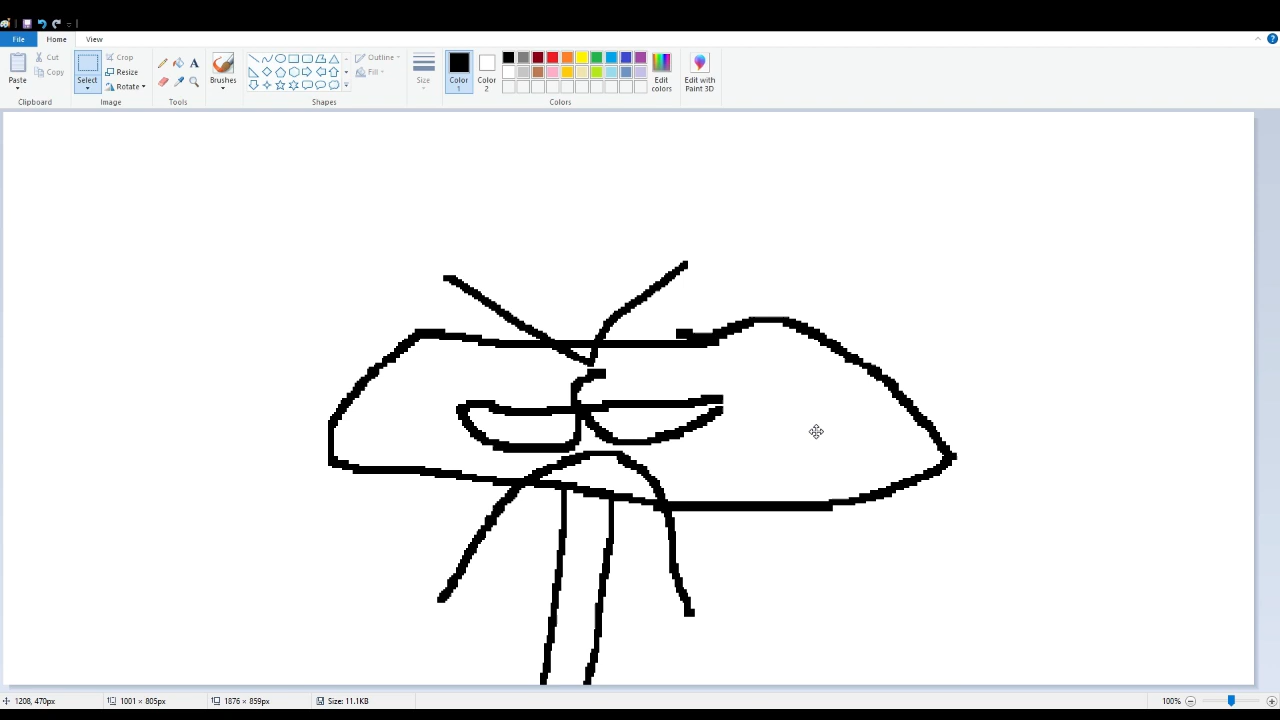 File Home View
Paste Cut Copy Select Crop Resize Rotate A Brushes Outline Fill Size Color 1 Color 2 Edit colors Edit with Paint 3D
Clipboard Image Tools Shapes Colors
1208, 470px 1001 × 805px 1876 × 859px Size: 11.1KB 100%